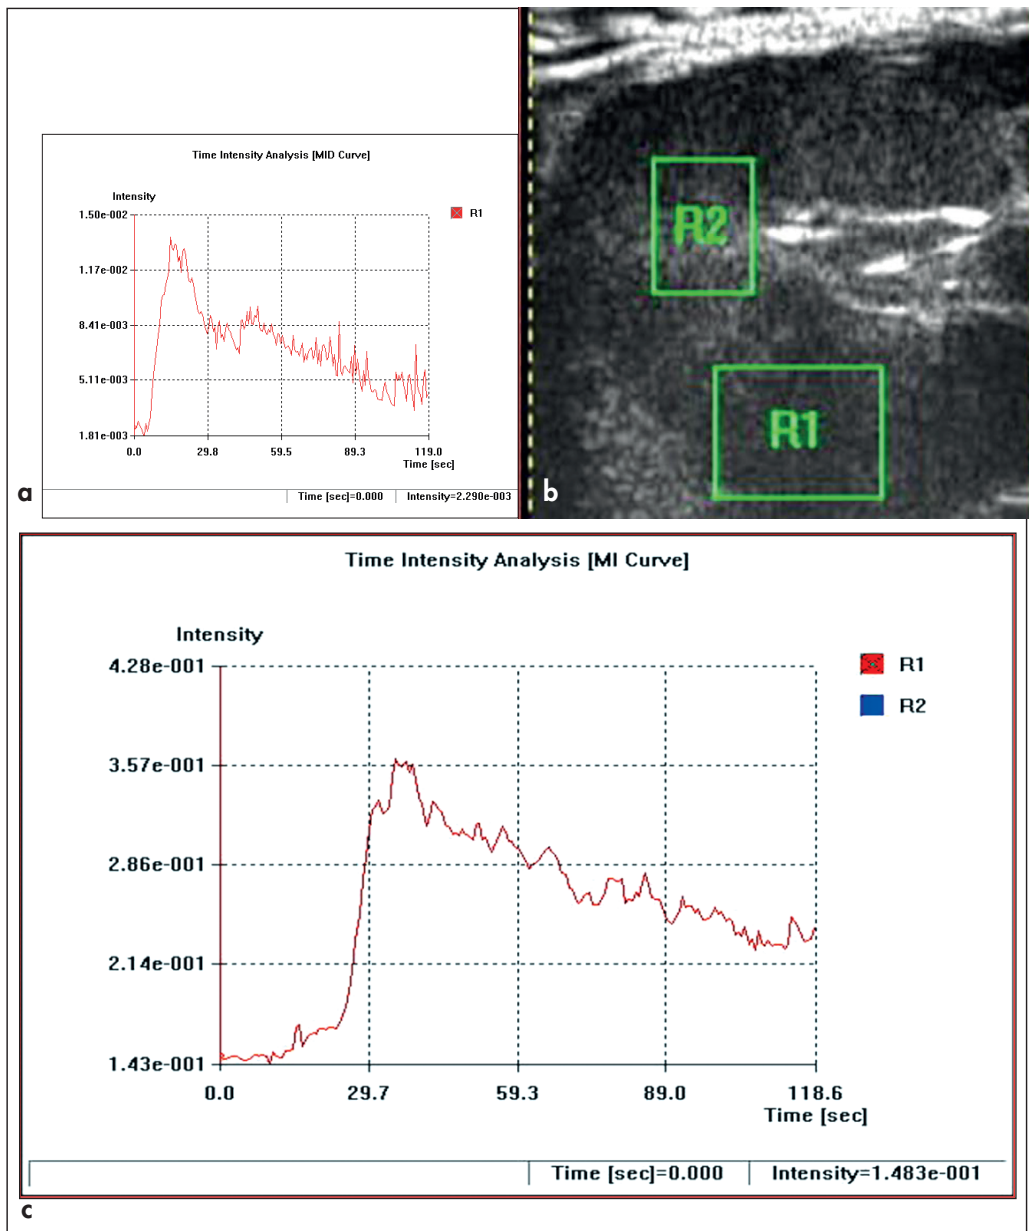 Time Intensity Analysis [MID Curve]
Intensity
R1
1.50e-002
1.17e-002
8.41e-003
5.11e-003
1.81e-003
0.0 29.8 59.5 89.3 119.0
Time [sec]
Time [sec]=0.000 Intensity=2.290e-003
a
R2
R1
b
Time Intensity Analysis [MI Curve]
Intensity
4.28e-001
3.57e-001
2.86e-001
2.14e-001
1.43e-001
R1
R2
0.0 29.7 59.3 89.0 118.6
Time [sec]
Time [sec]=0.000 Intensity=1.483e-001
c